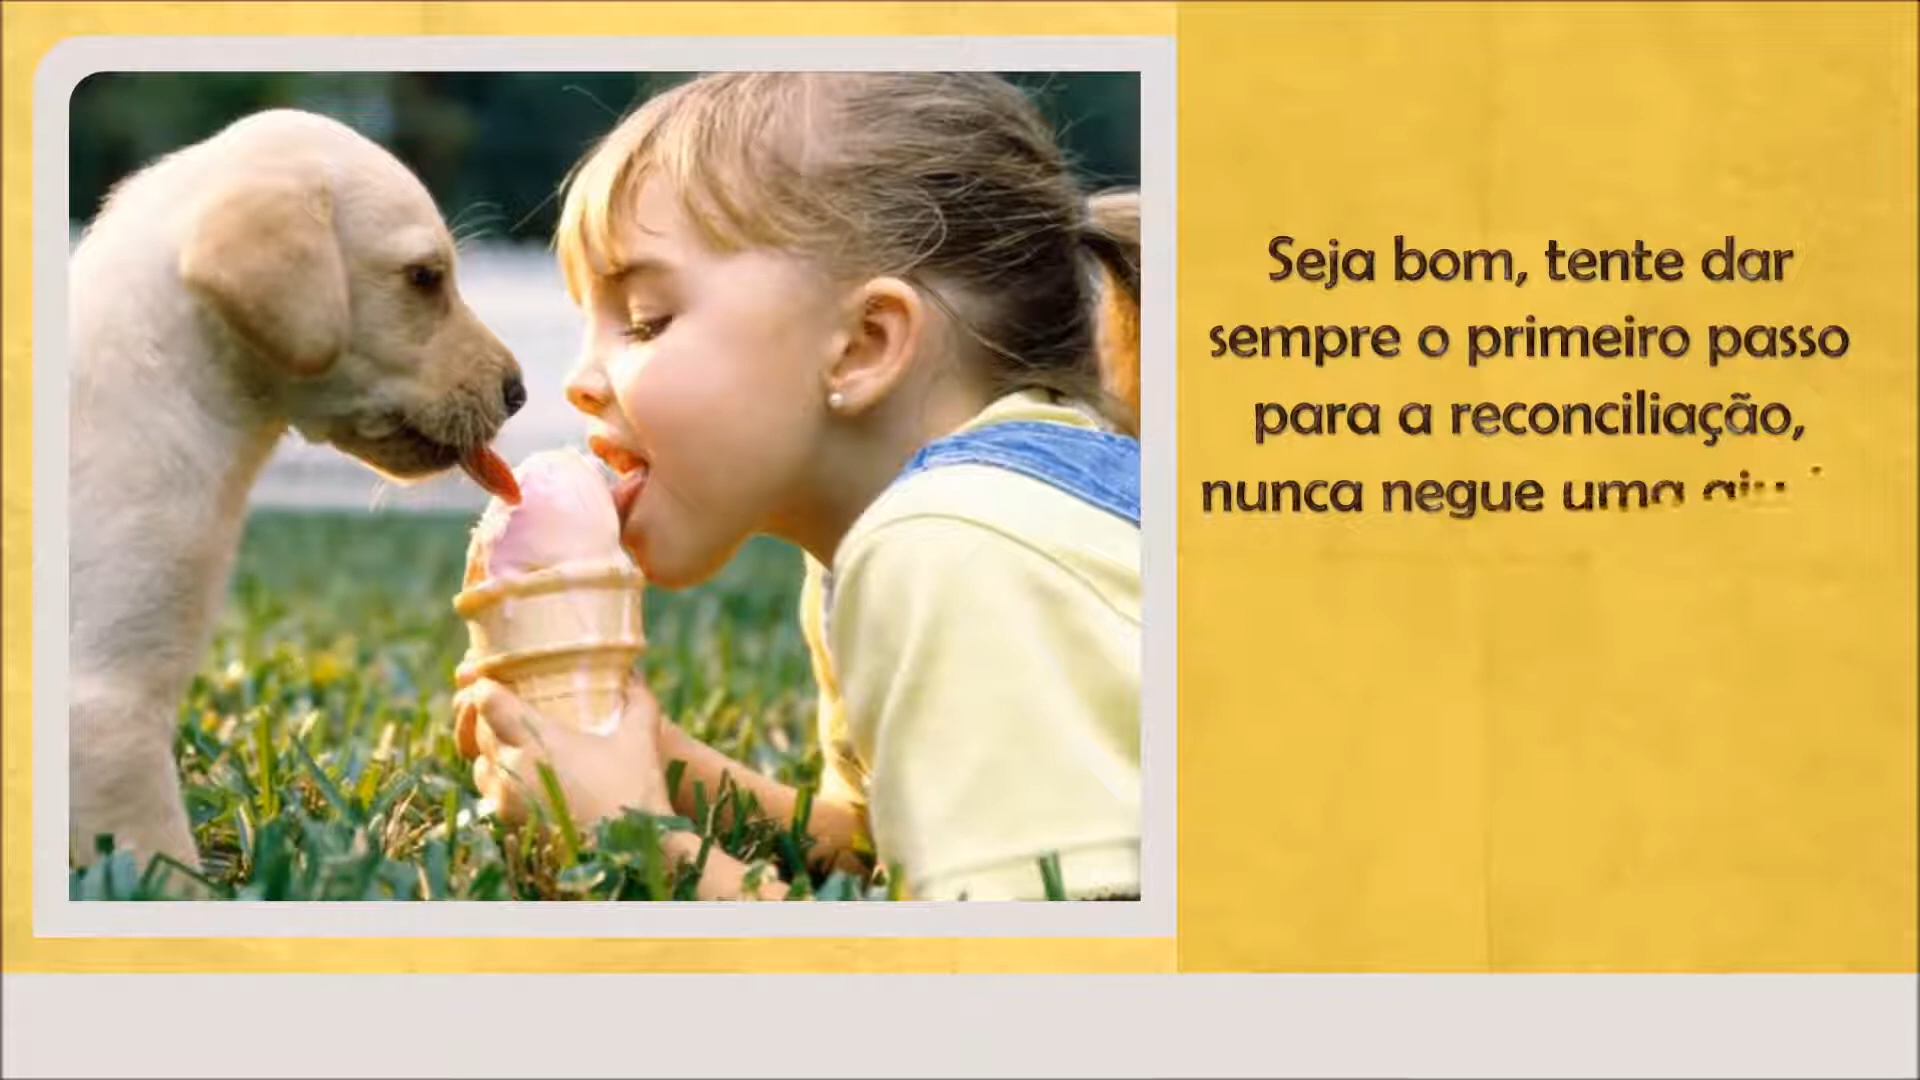 Seja bom, tente dar
sempre o primeiro passo
para a reconciliação,
nunca negue uma